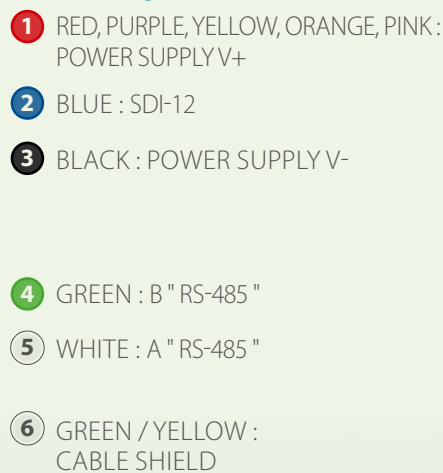 1 RED, PURPLE, YELLOW, ORANGE, PINK :
POWER SUPPLY V+
2 BLUE : SDI-12
3 BLACK : POWER SUPPLY V-
4 GREEN : B " RS-485 "
5 WHITE : A " RS-485 "
6 GREEN / YELLOW :
CABLE SHIELD